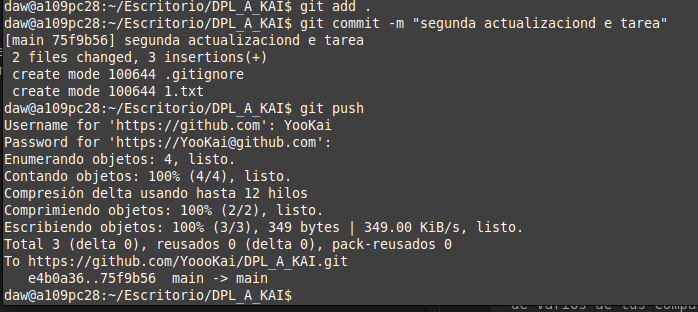 daw@a109pc28:~/Escritorio/DPL_A_KAI$ git add .
daw@a109pc28:~/Escritorio/DPL_A_KAI$ git commit -m "segunda actualizaciond e tarea"
[main 75f9b56] segunda actualizaciond e tarea
 2 files changed, 3 insertions(+)
 create mode 100644 .gitignore
 create mode 100644 1.txt
daw@a109pc28:~/Escritorio/DPL_A_KAI$ git push
Username for 'https://github.com': YooKai
Password for 'https://YooKai@github.com':
Enumerando objetos: 4, listo.
Contando objetos: 100% (4/4), listo.
Compresión delta usando hasta 12 hilos
Comprimiendo objetos: 100% (2/2), listo.
Escribiendo objetos: 100% (3/3), 349 bytes | 349.00 KiB/s, listo.
Total 3 (delta 0), reusados 0 (delta 0), pack-reusados 0
To https://github.com/YoooKai/DPL_A_KAI.git
   e4b0a36..75f9b56  main -> main
daw@a109pc28:~/Escritorio/DPL_A_KAI$
de varios de tus